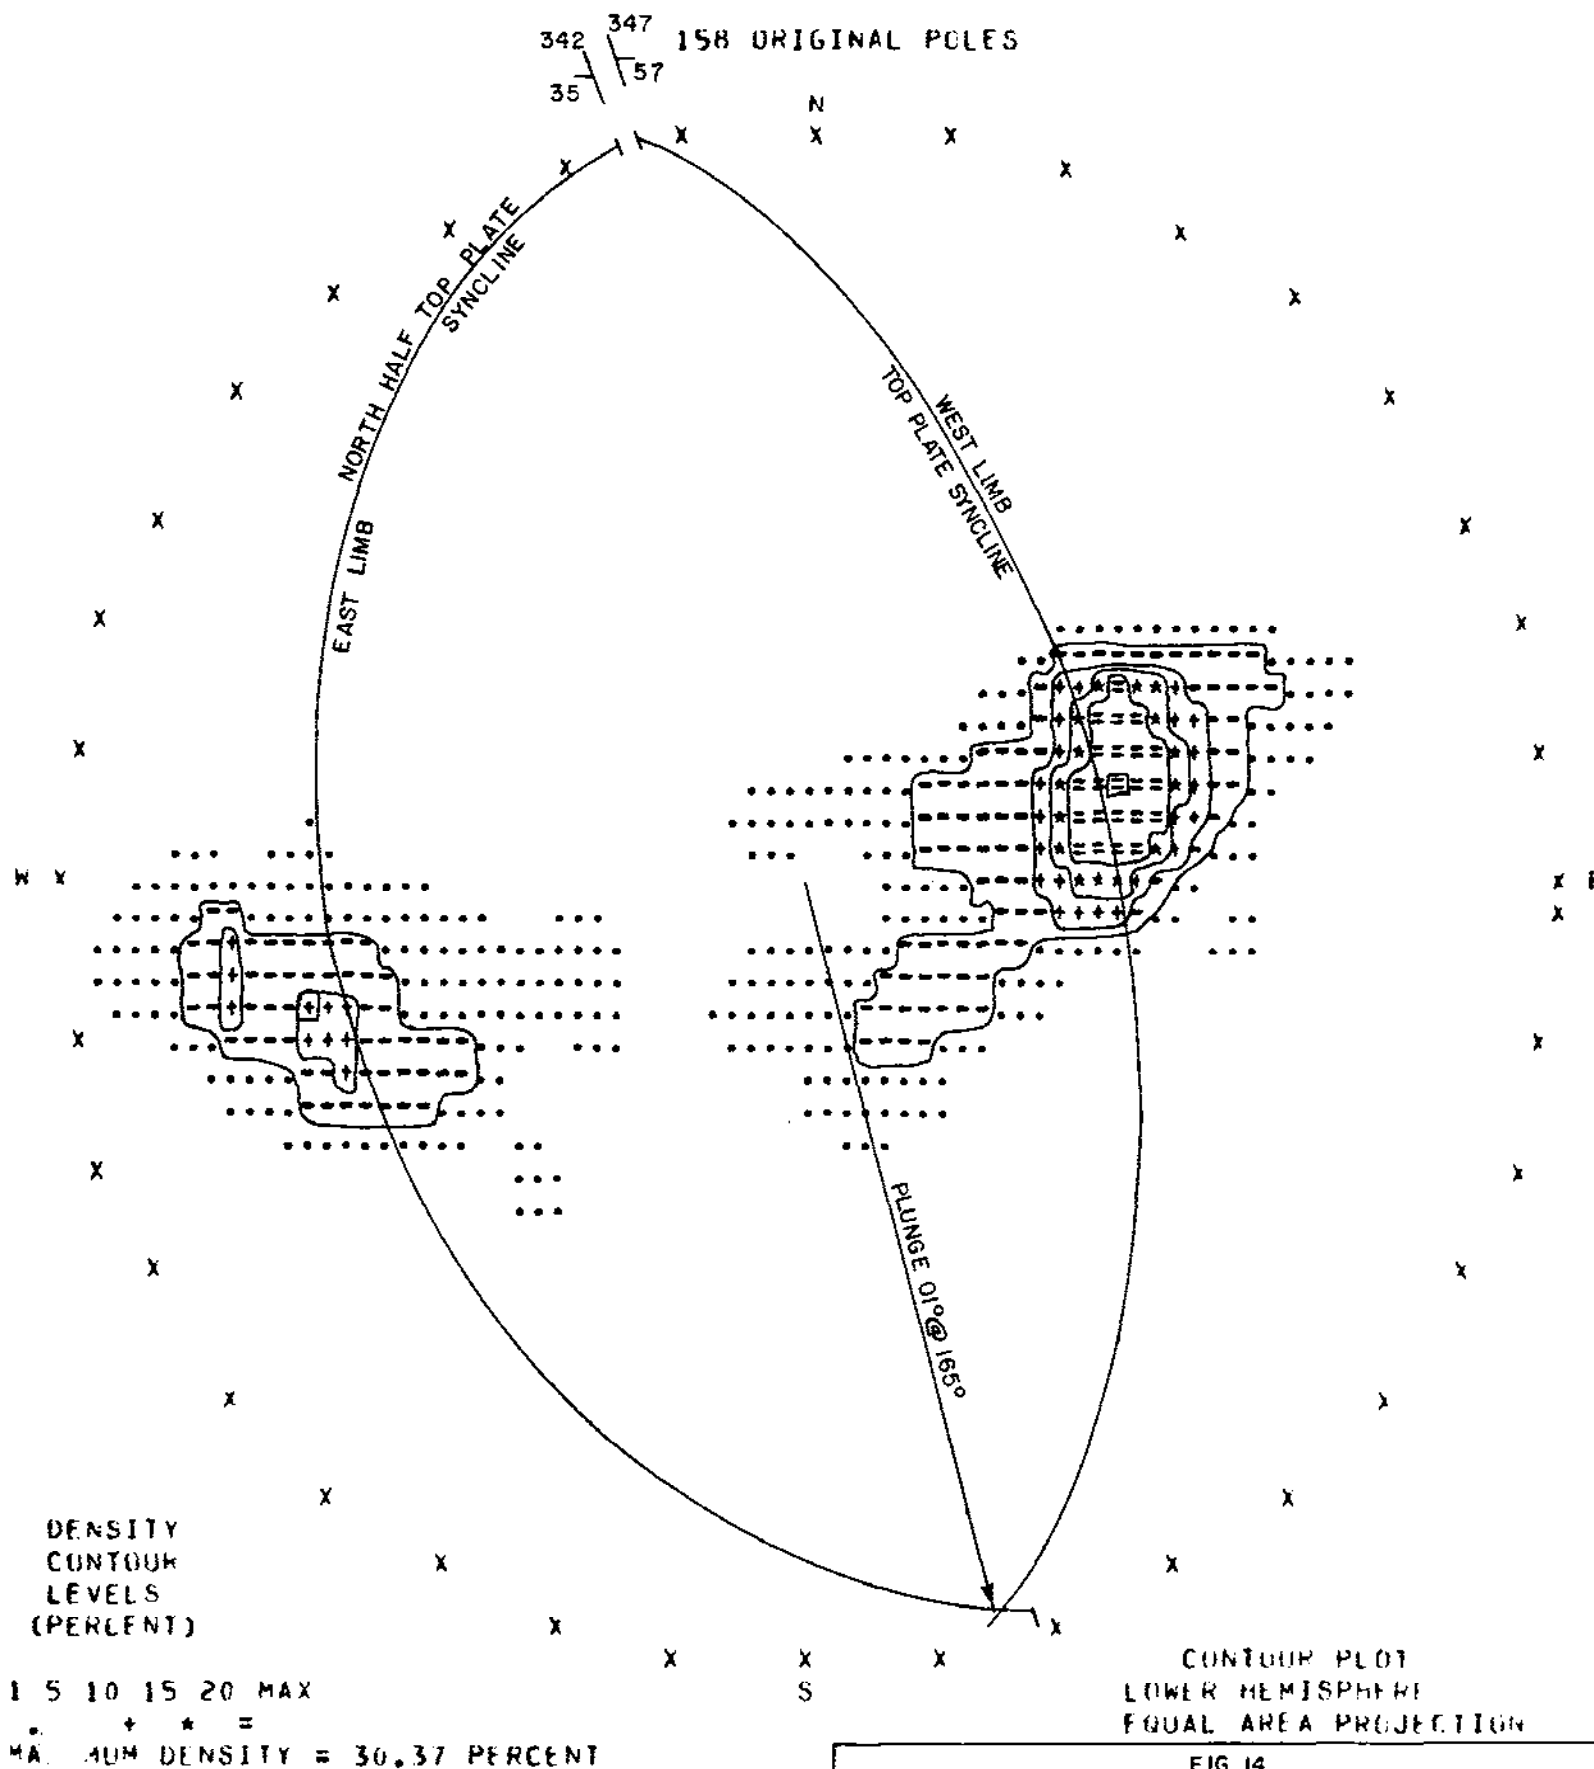 342 347 158 ORIGINAL POLES
35 57
N
NORTH HALF TOP PLATE
SYNCLINE
EAST LIMB
WEST LIMB
TOP PLATE SYNCLINE
W
PLUNGE 01°@ 165°
DENSITY
CONTOUR
LEVELS
(PERCENT)
S
1 5 10 15 20 MAX
. + * =
MUM DENSITY = 30.37 PERCENT
CONTOUR PLOT
LOWER HEMISPHERE
EQUAL AREA PROJECTION
FIG 14